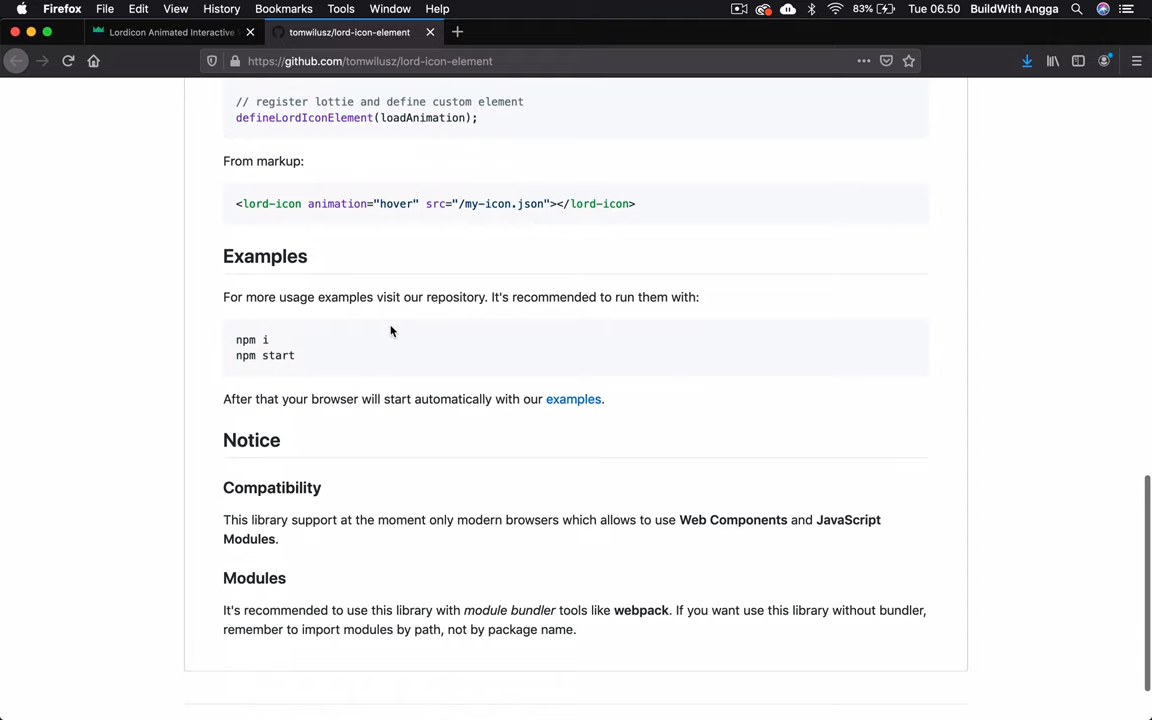 Firefox File Edit View History Bookmarks Tools Window Help 83% Tue 06.50 BuildWith Angga
Lordicon Animated Interactive
tomwilusz/lord-icon-element
https://github.com/tomwilusz/lord-icon-element
// register lottie and define custom element
defineLordIconElement(loadAnimation);
From markup:
<lord-icon animation="hover" src="/my-icon.json"></lord-icon>
Examples
For more usage examples visit our repository. It's recommended to run them with:
npm i
npm start
After that your browser will start automatically with our examples.
Notice
Compatibility
This library support at the moment only modern browsers which allows to use Web Components and JavaScript
Modules.
Modules
It's recommended to use this library with module bundler tools like webpack. If you want use this library without bundler,
remember to import modules by path, not by package name.